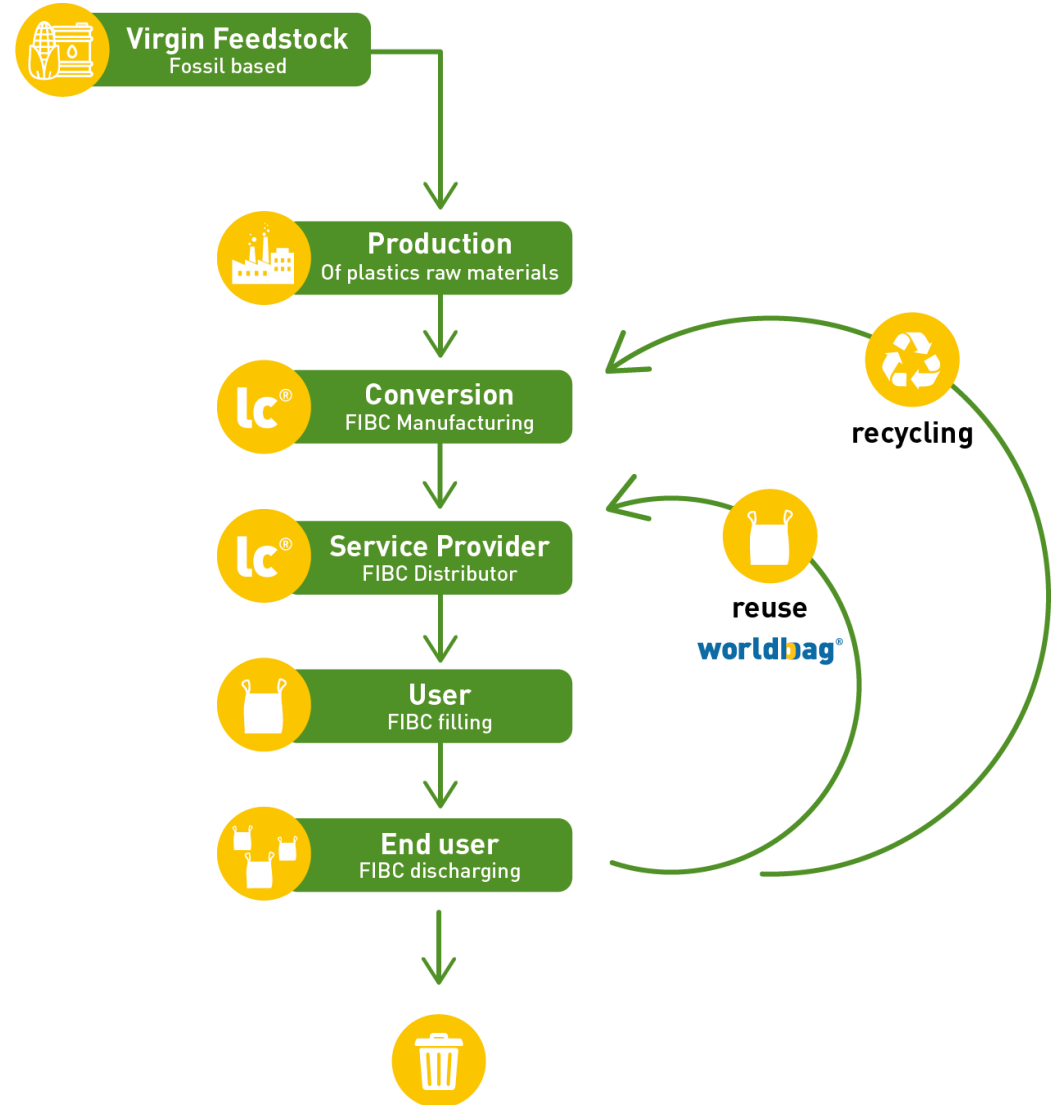 Virgin Feedstock
Fossil based
Production
Of plastics raw materials
lc®
Conversion
FIBC Manufacturing
recycling
lc®
Service Provider
FIBC Distributor
reuse
worldbag®
User
FIBC filling
End user
FIBC discharging